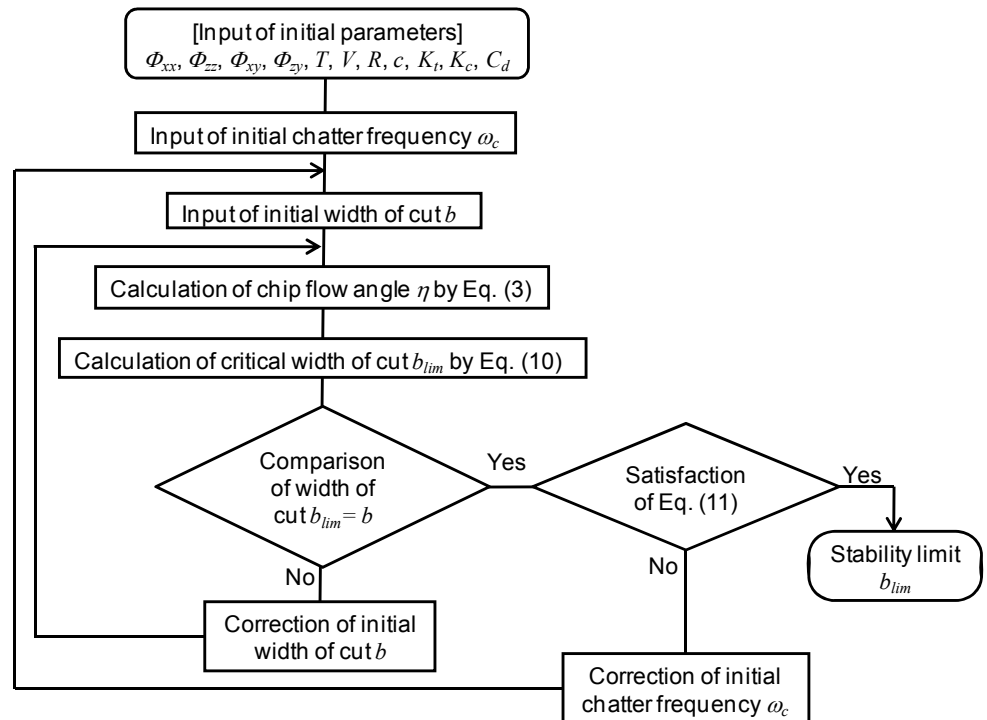 [Input of initial parameters]
Φxx, Φzz, Φxy, Φzy, T, V, R, c, Kt, Kc, Cd
Input of initial chatter frequency ωc
Input of initial width of cut b
Calculation of chip flow angle η by Eq. (3)
Calculation of critical width of cut blim by Eq. (10)
Comparison
of width of
cut blim= b
Yes
Satisfaction
of Eq. (11)
Yes
No
No
Stability limit
blim
Correction of initial
width of cut b
Correction of initial
chatter frequency ωc